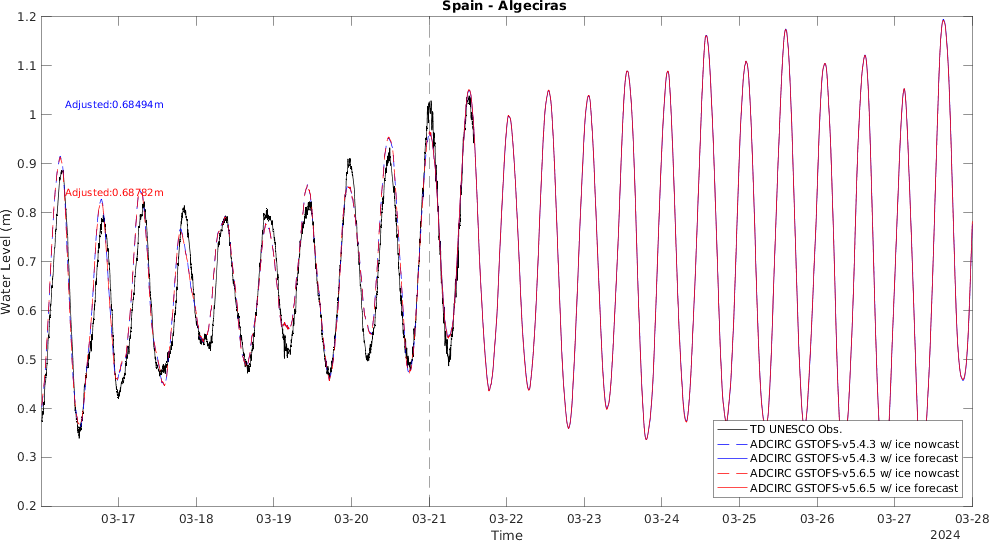 Spain - Algeciras
1.2
1.1
1
0.9
0.8
0.7
0.6
0.5
0.4
0.3
0.2
Water Level (m)
Adjusted:0.68494m
Adjusted:0.68782m
TD UNESCO Obs.
ADCIRC GSTOFS-v5.4.3 w/ ice nowcast
ADCIRC GSTOFS-v5.4.3 w/ ice forecast
ADCIRC GSTOFS-v5.6.5 w/ ice nowcast
ADCIRC GSTOFS-v5.6.5 w/ ice forecast
03-17 03-18 03-19 03-20 03-21 03-22 03-23 03-24 03-25 03-26 03-27 03-28
Time
2024